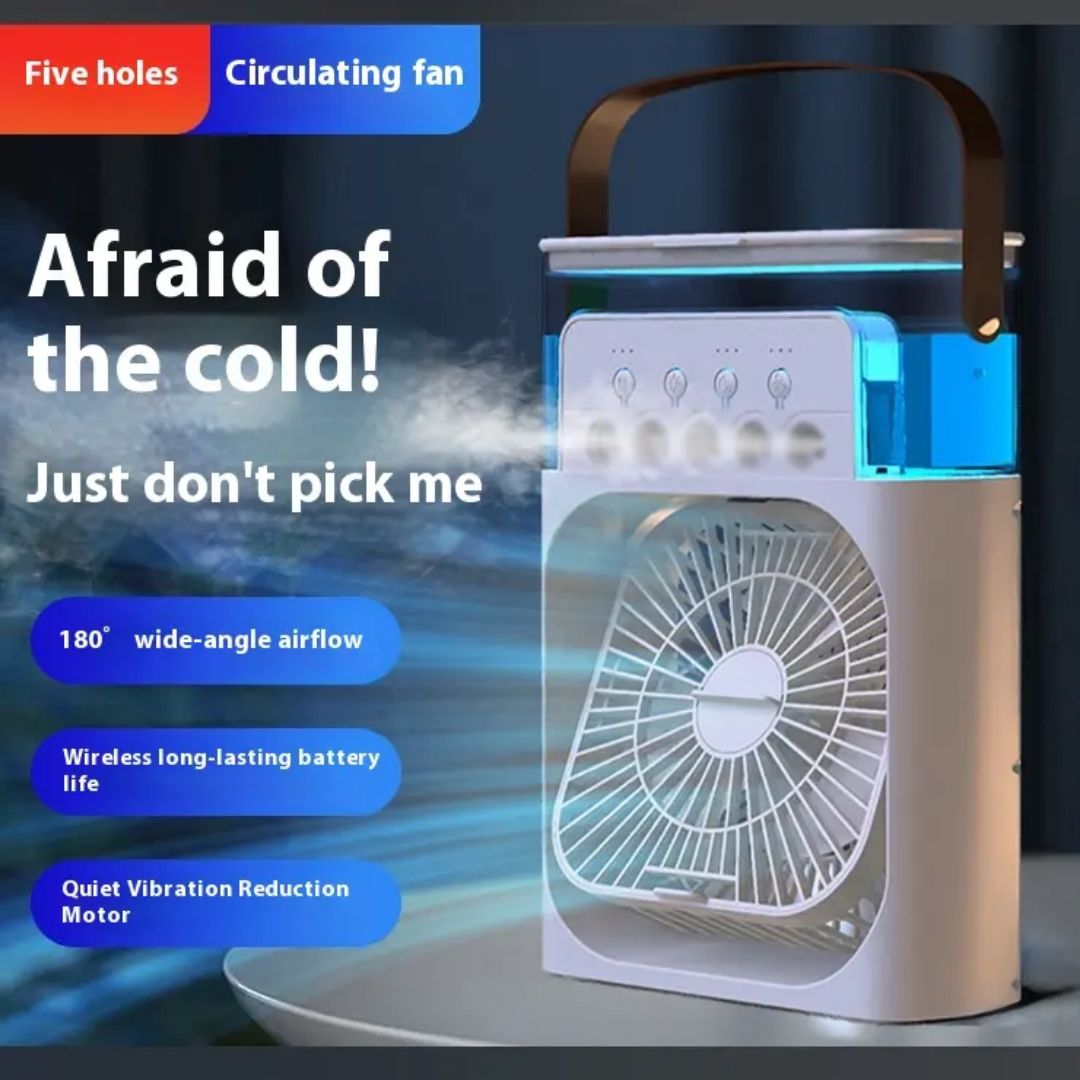 Five holes
Circulating fan
Afraid of
the cold!
Just don't pick me
180° wide-angle airflow
Wireless long-lasting battery
life
Quiet Vibration Reduction
Motor